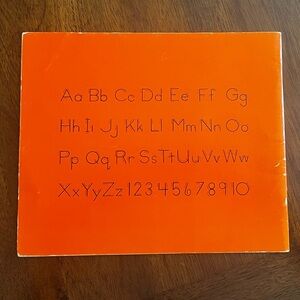 Aa Bb Cc Dd Ee Ff Gg
Hh Ii Jj Kk Ll Mm Nn Oo
Pp Qq Rr Ss Tt Uu Vv Ww
Xx Yy Zz 1 2 3 4 5 6 7 8 9 10